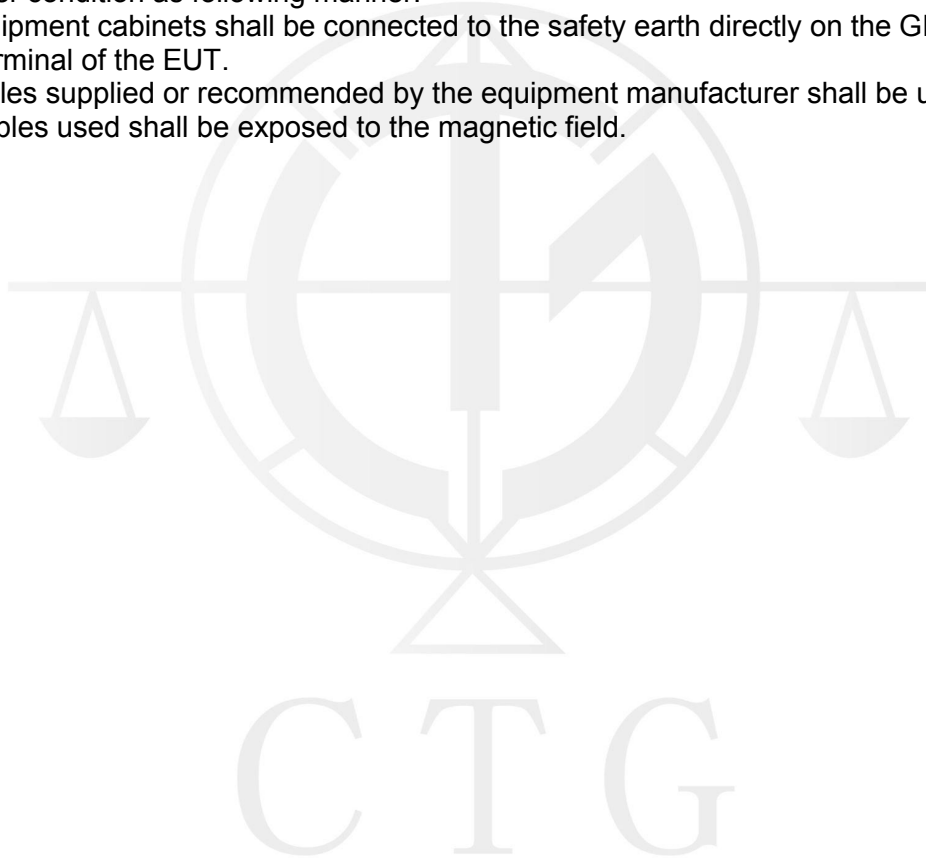 condition as following manner.
ipment cabinets shall be connected to the safety earth directly on the G
rminal of the EUT.
les supplied or recommended by the equipment manufacturer shall be u
bles used shall be exposed to the magnetic field.
CTG